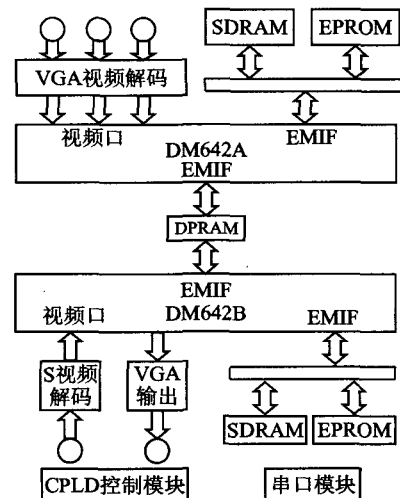 SDRAM EPROM
VGA视频解码
视频口 EMIF
DM642A
EMIF
DPRAM
EMIF
视频口 DM642B EMIF
S视频 VGA
解码 输出
SDRAM EPROM
CPLD控制模块 串口模块